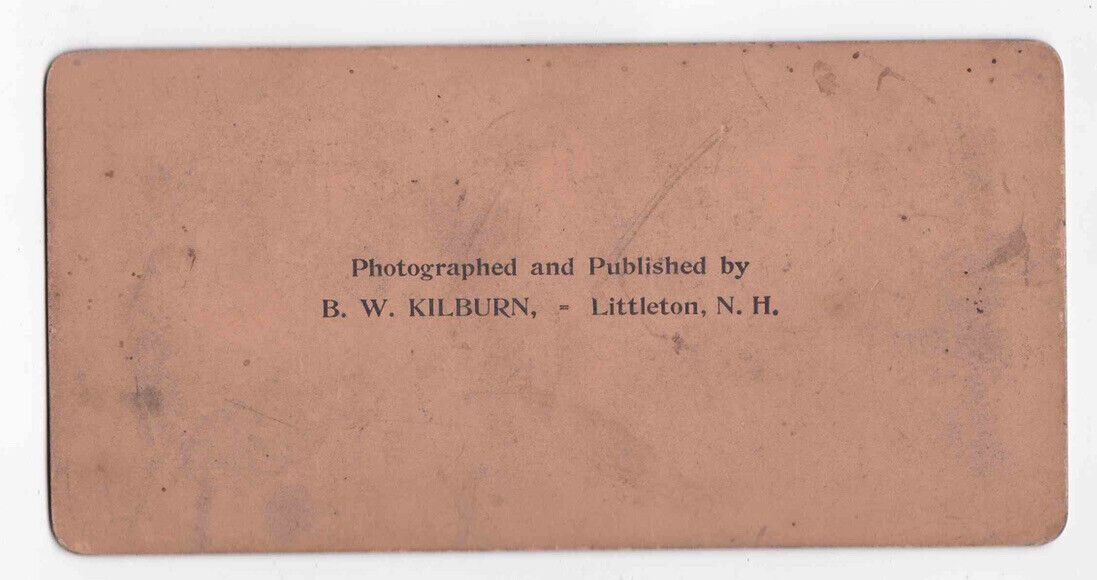 Photographed and Published by
B. W. KILBURN, = Littleton, N. H.